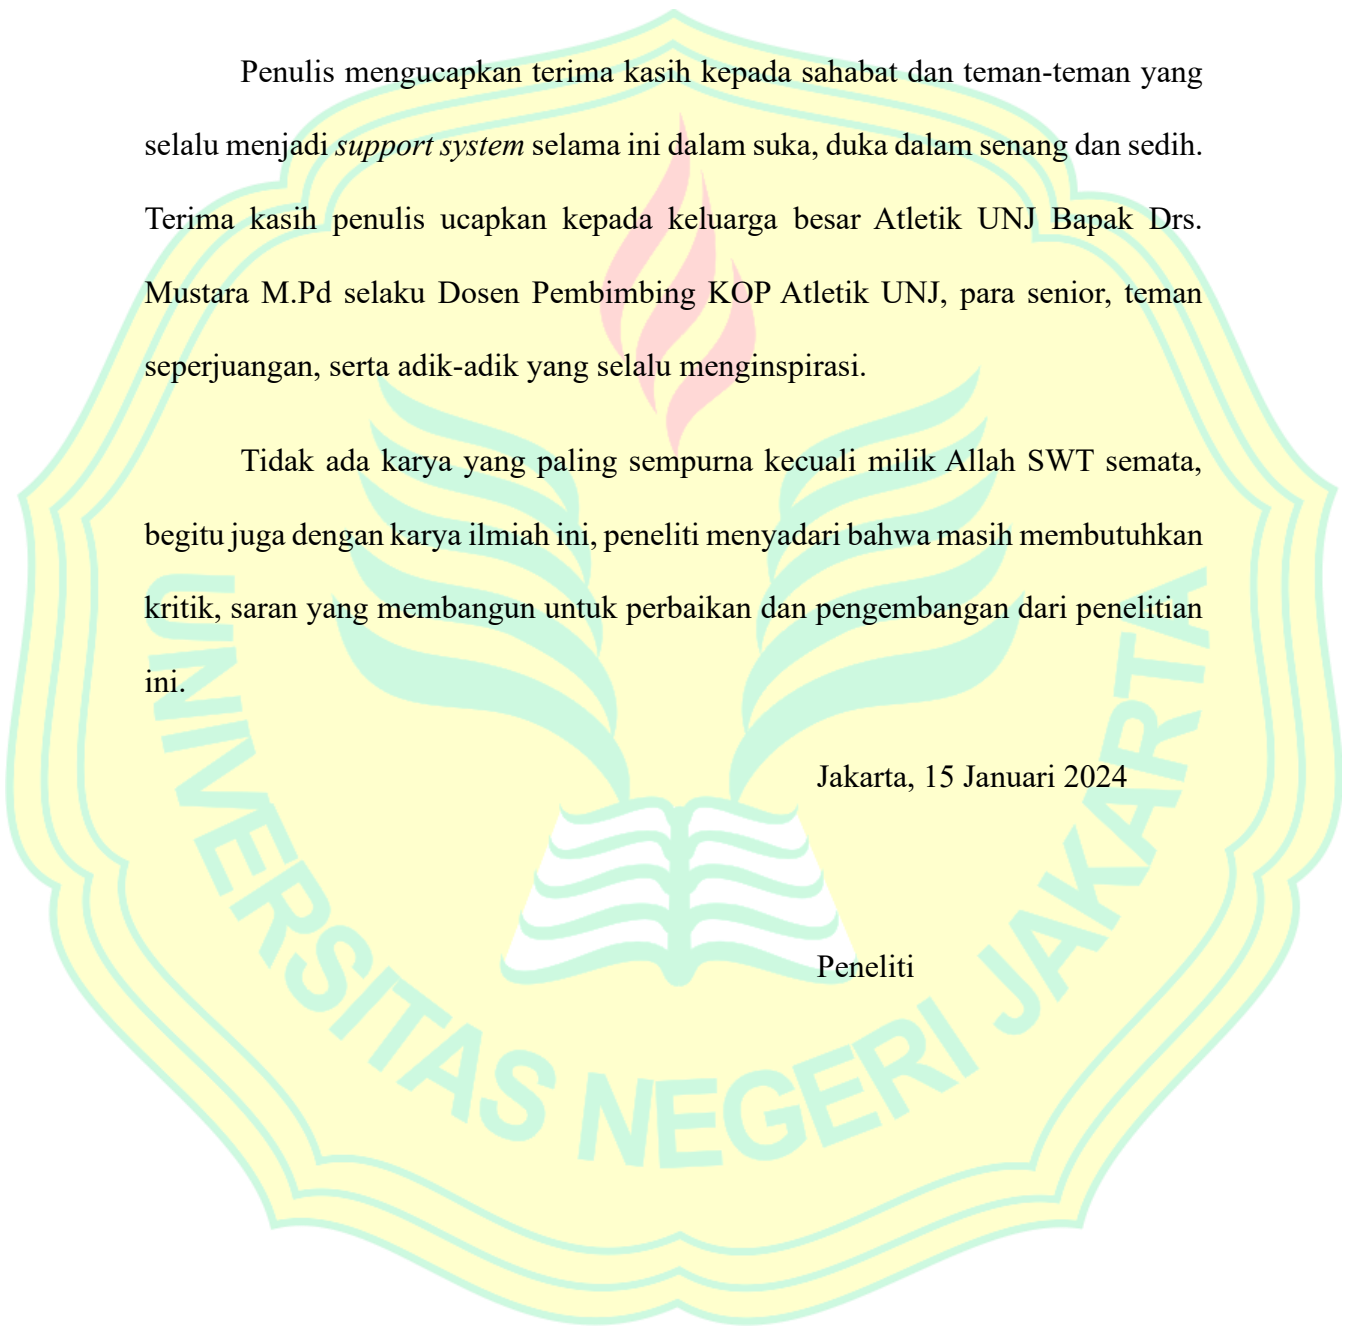 Penulis mengucapkan terima kasih kepada sahabat dan teman-teman yang
selalu menjadi support system selama ini dalam suka, duka dalam senang dan sedih.
Terima kasih penulis ucapkan kepada keluarga besar Atletik UNJ Bapak Drs.
Mustara M.Pd selaku Dosen Pembimbing KOP Atletik UNJ, para senior, teman
seperjuangan, serta adik-adik yang selalu menginspirasi.
Tidak ada karya yang paling sempurna kecuali milik Allah SWT semata,
begitu juga dengan karya ilmiah ini, peneliti menyadari bahwa masih membutuhkan
kritik, saran yang membangun untuk perbaikan dan pengembangan dari penelitian
ini.
Jakarta, 15 Januari 2024
Peneliti
UNIVERSITAS NEGERI JAKARTA